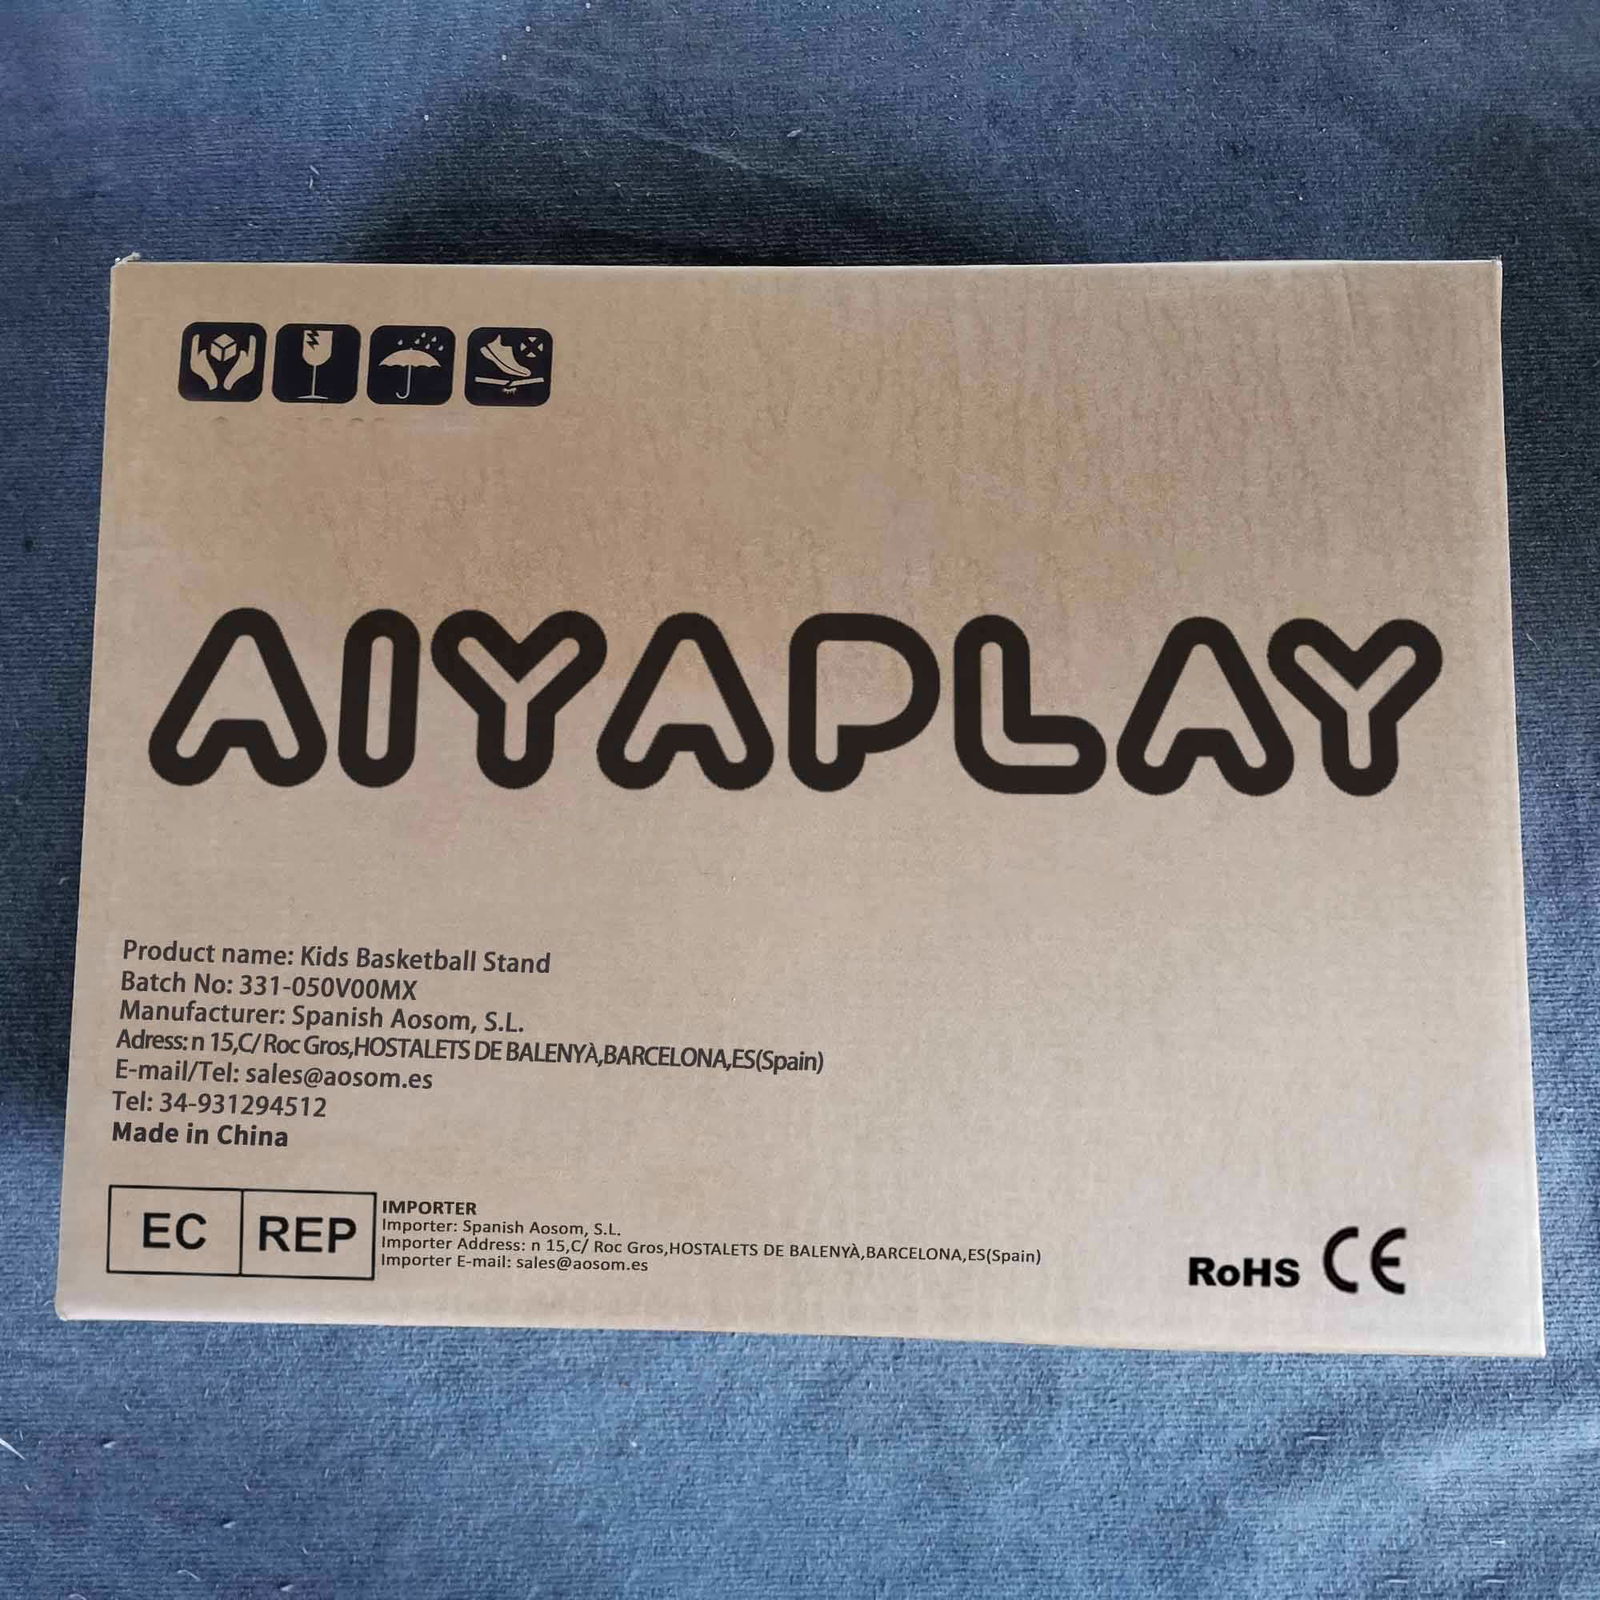 AIYAPLAY
Product name: Kids Basketball Stand
Batch No: 331-050V00MX
Manufacturer: Spanish Aosom, S.L.
Adress: n 15,C/ Roc Gros,HOSTALETS DE BALENYÀ,BARCELONA,ES(Spain)
E-mail/Tel: sales@aosom.es
Tel: 34-931294512
Made in China
EC REP
IMPORTER
Importer: Spanish Aosom, S.L.
Importer Address: n 15,C/ Roc Gros,HOSTALETS DE BALENYÀ,BARCELONA,ES(Spain)
Importer E-mail: sales@aosom.es
RoHS CE